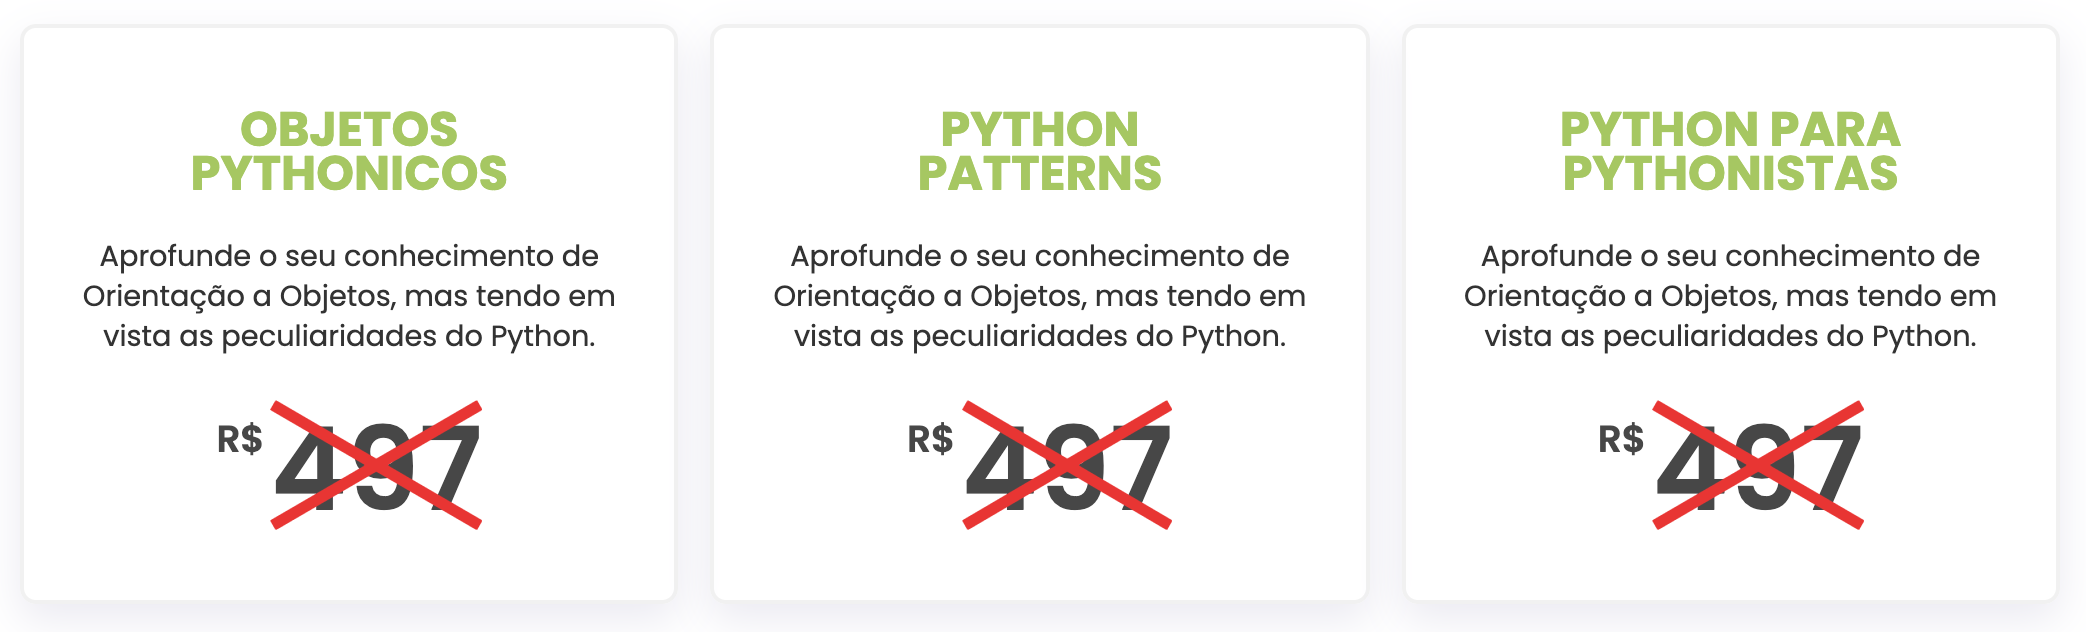 OBJETOS
PYTHONICOS
Aprofunde o seu conhecimento de
Orientação a Objetos, mas tendo em
vista as peculiaridades do Python.
R$ 497
PYTHON
PATTERNS
Aprofunde o seu conhecimento de
Orientação a Objetos, mas tendo em
vista as peculiaridades do Python.
R$ 497
PYTHON PARA
PYTHONISTAS
Aprofunde o seu conhecimento de
Orientação a Objetos, mas tendo em
vista as peculiaridades do Python.
R$ 497